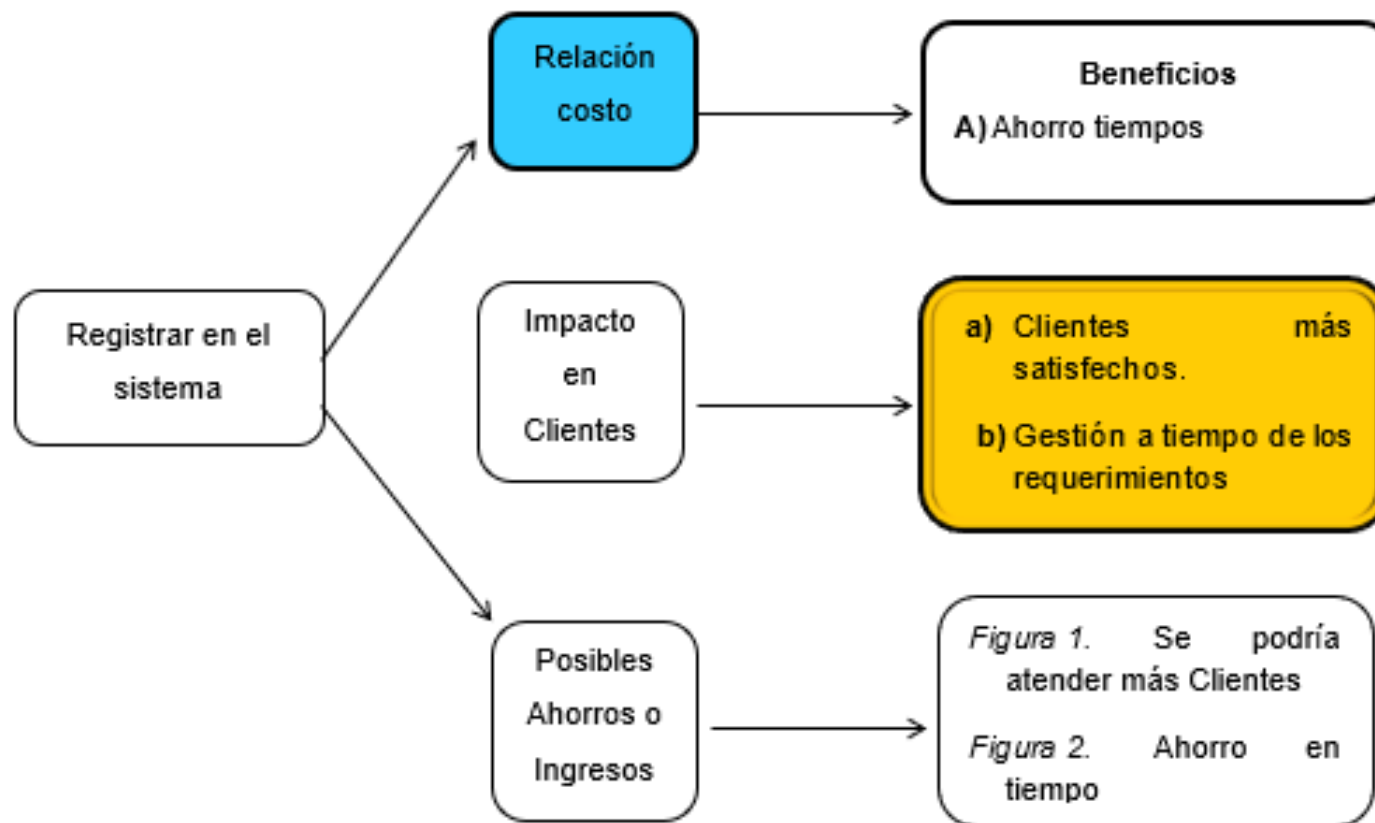 Relación
costo
Beneficios
A) Ahorro tiempos
Registrar en el
sistema
Impacto
en
Clientes
a) Clientes más
satisfechos.
b) Gestión a tiempo de los
requerimientos
Posibles
Ahorros o
Ingresos
Figura 1. Se podría
atender más Clientes
Figura 2. Ahorro en
tiempo